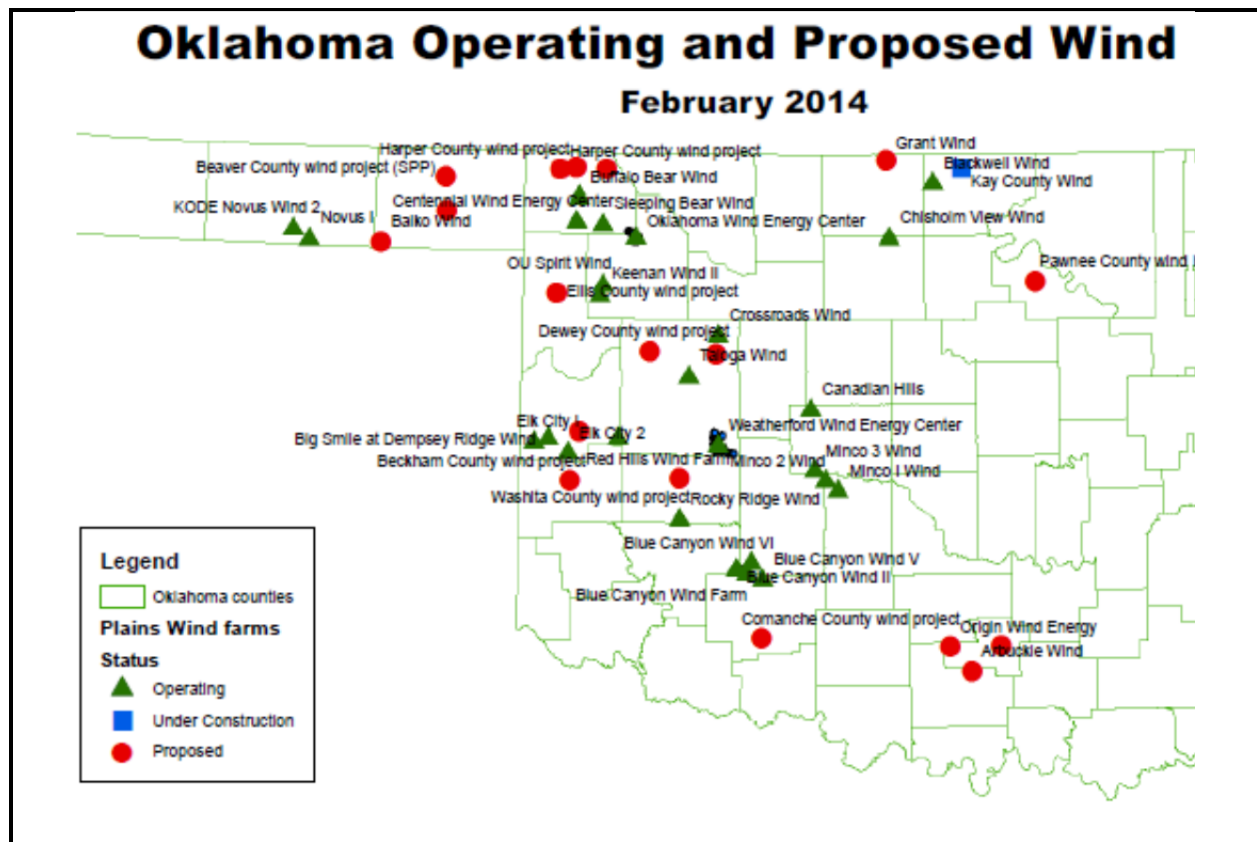 Oklahoma Operating and Proposed Wind
February 2014
Grant Wind
Harper County wind project
Harper County wind project
Blackwell Wind
Beaver County wind project (SPP)
Buffalo Bear Wind
Kay County Wind
Centennial Wind Energy Center
Sleeping Bear Wind
KODE Novus Wind 2
Novus I
Balko Wind
Oklahoma Wind Energy Center
Chisholm View Wind
OU Spirit Wind
Keenan Wind II
Pawnee County wind
Ellis County wind project
Crossroads Wind
Dewey County wind project
Taloga Wind
Canadian Hills
Elk City I
Weatherford Wind Energy Center
Big Smile at Dempsey Ridge Wind
Elk City 2
Minco 3 Wind
Beckham County wind project
Red Hills Wind Farm
Minco 2 Wind
Minco I Wind
Washita County wind project
Rocky Ridge Wind
Blue Canyon Wind VI
Blue Canyon Wind V
Blue Canyon Wind II
Blue Canyon Wind Farm
Comanche County wind project
Origin Wind Energy
Arbuckle Wind
Legend
Oklahoma counties
Plains Wind farms
Status
Operating
Under Construction
Proposed